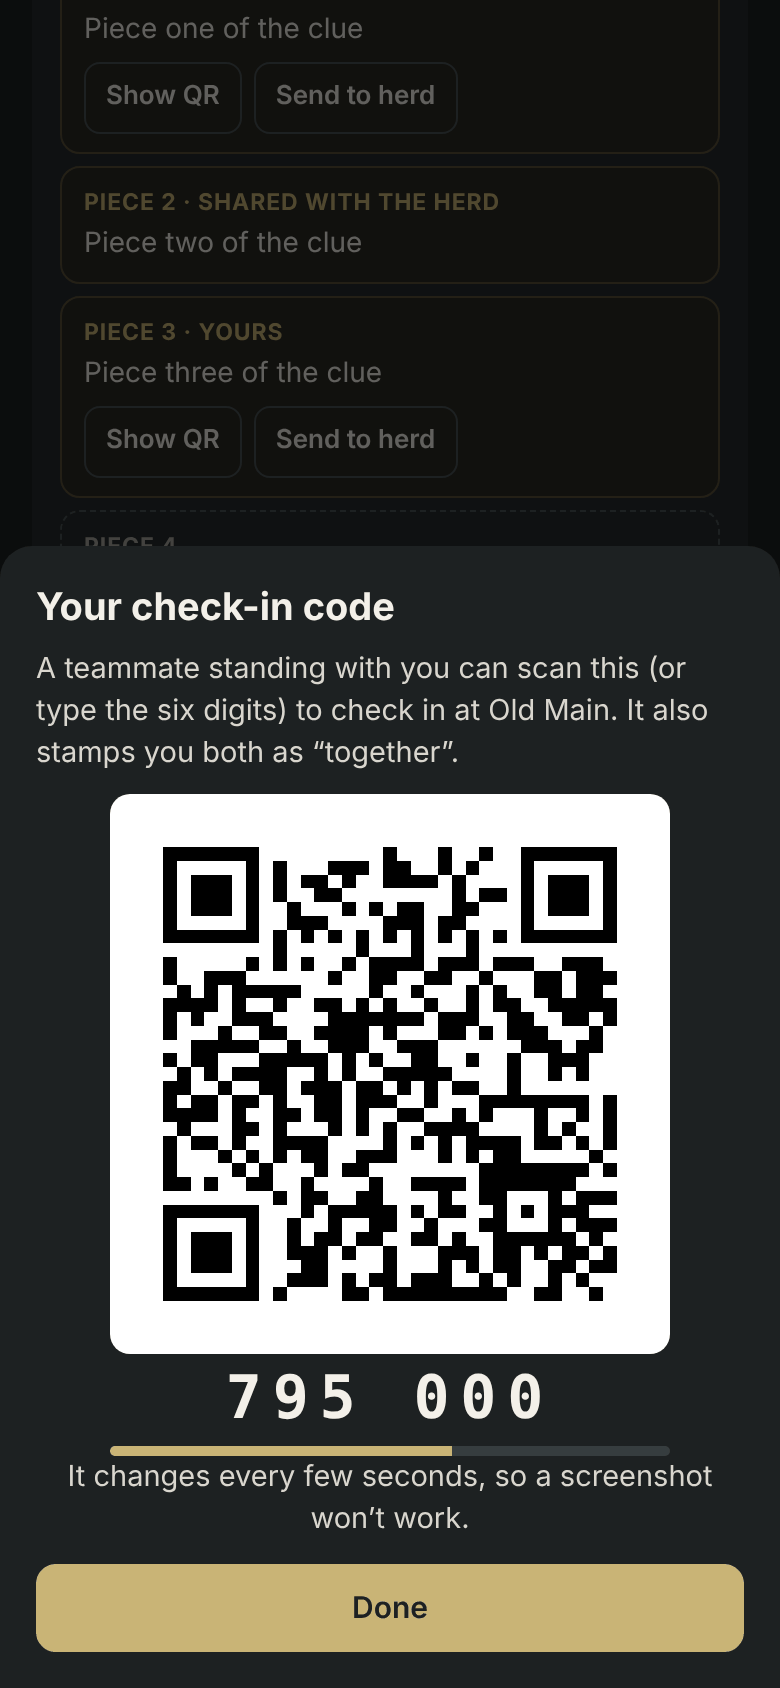 Piece one of the clue
Show QR
Send to herd
PIECE 2 · SHARED WITH THE HERD
Piece two of the clue
PIECE 3 · YOURS
Piece three of the clue
Show QR
Send to herd
PIECE 4
Your check-in code
A teammate standing with you can scan this (or
type the six digits) to check in at Old Main. It also
stamps you both as “together”.
795 000
It changes every few seconds, so a screenshot
won’t work.
Done